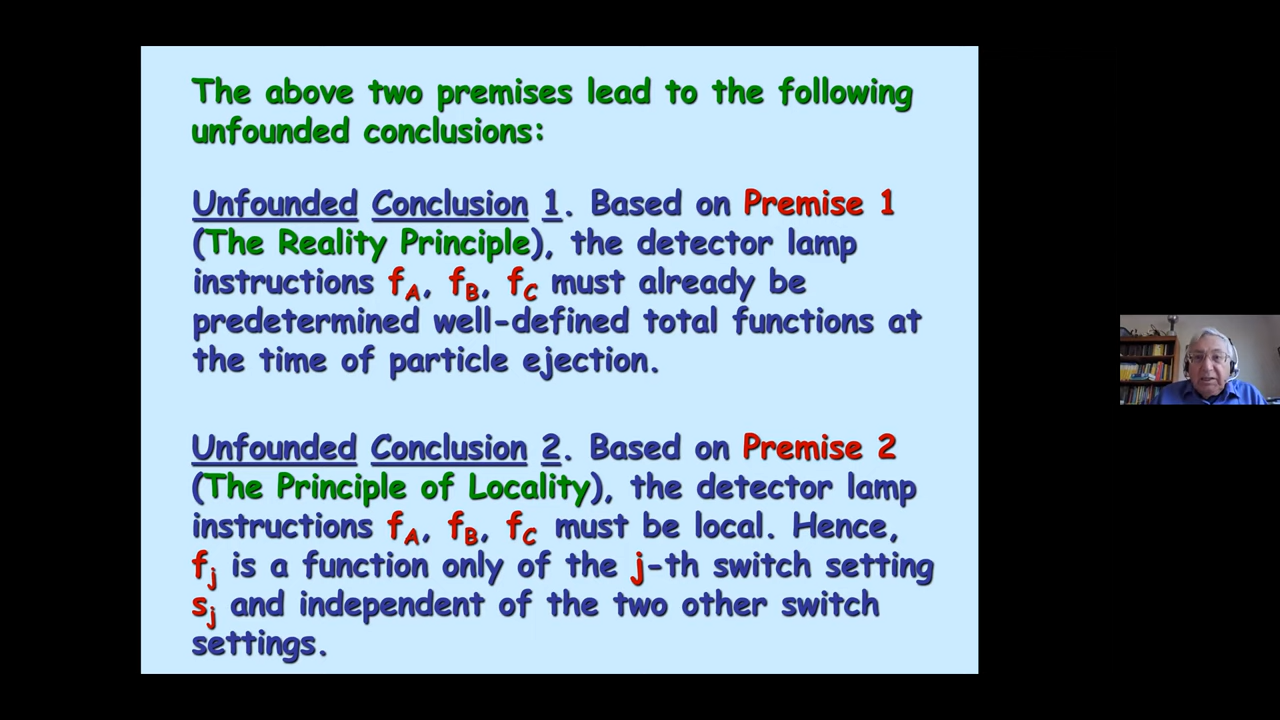 The above two premises lead to the following
unfounded conclusions:
Unfounded Conclusion 1. Based on Premise 1
(The Reality Principle), the detector lamp
instructions fA, fB, fC must already be
predetermined well-defined total functions at
the time of particle ejection.
Unfounded Conclusion 2. Based on Premise 2
(The Principle of Locality), the detector lamp
instructions fA, fB, fC must be local. Hence,
fj is a function only of the j-th switch setting
sj and independent of the two other switch
settings.